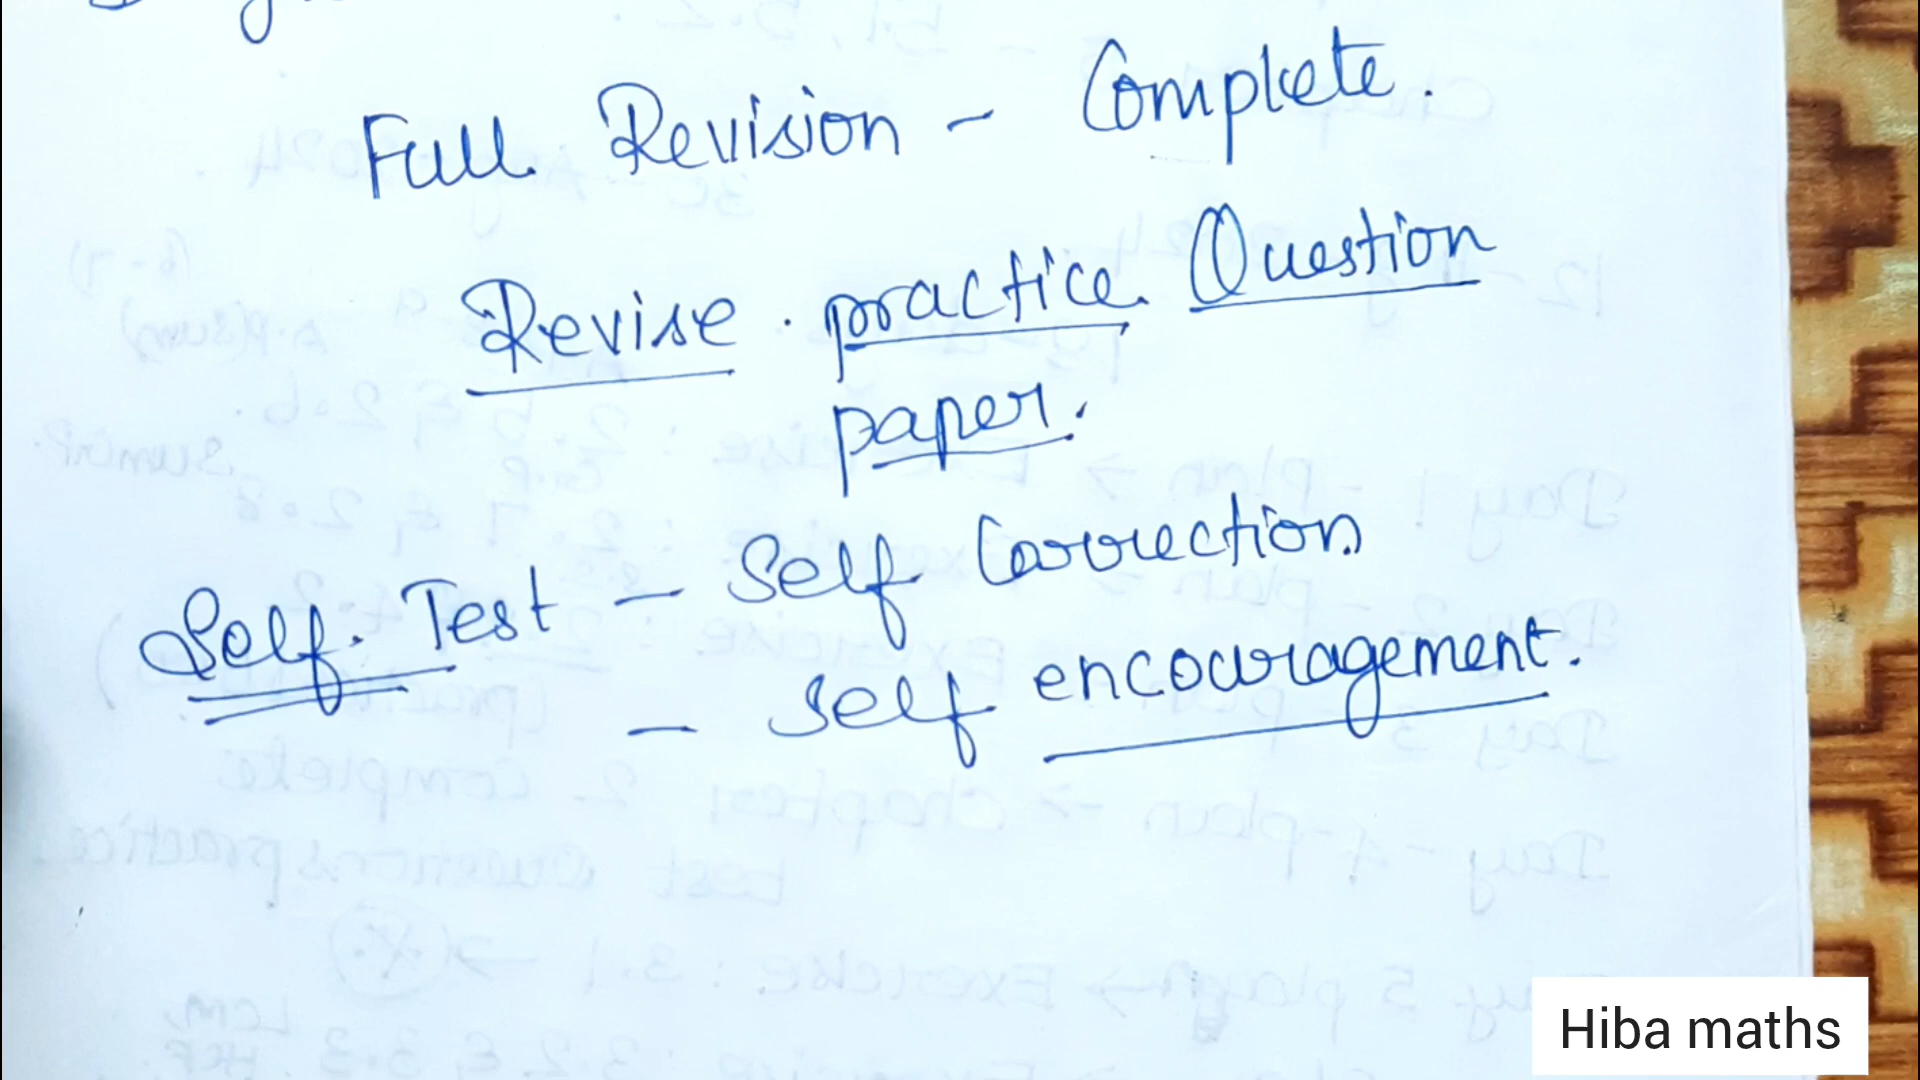 Full Revision - Complete.
Revise practice Question
paper.
Self Test - Self Correction
- Self encouragement.
Hiba maths